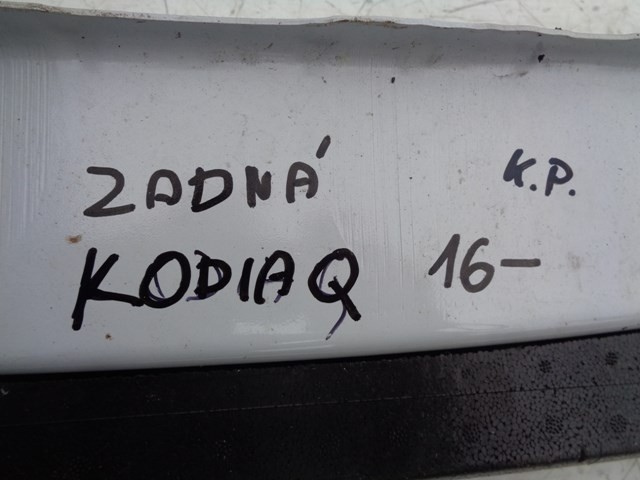 ZADNÁ K.P.
KODIAQ 16-